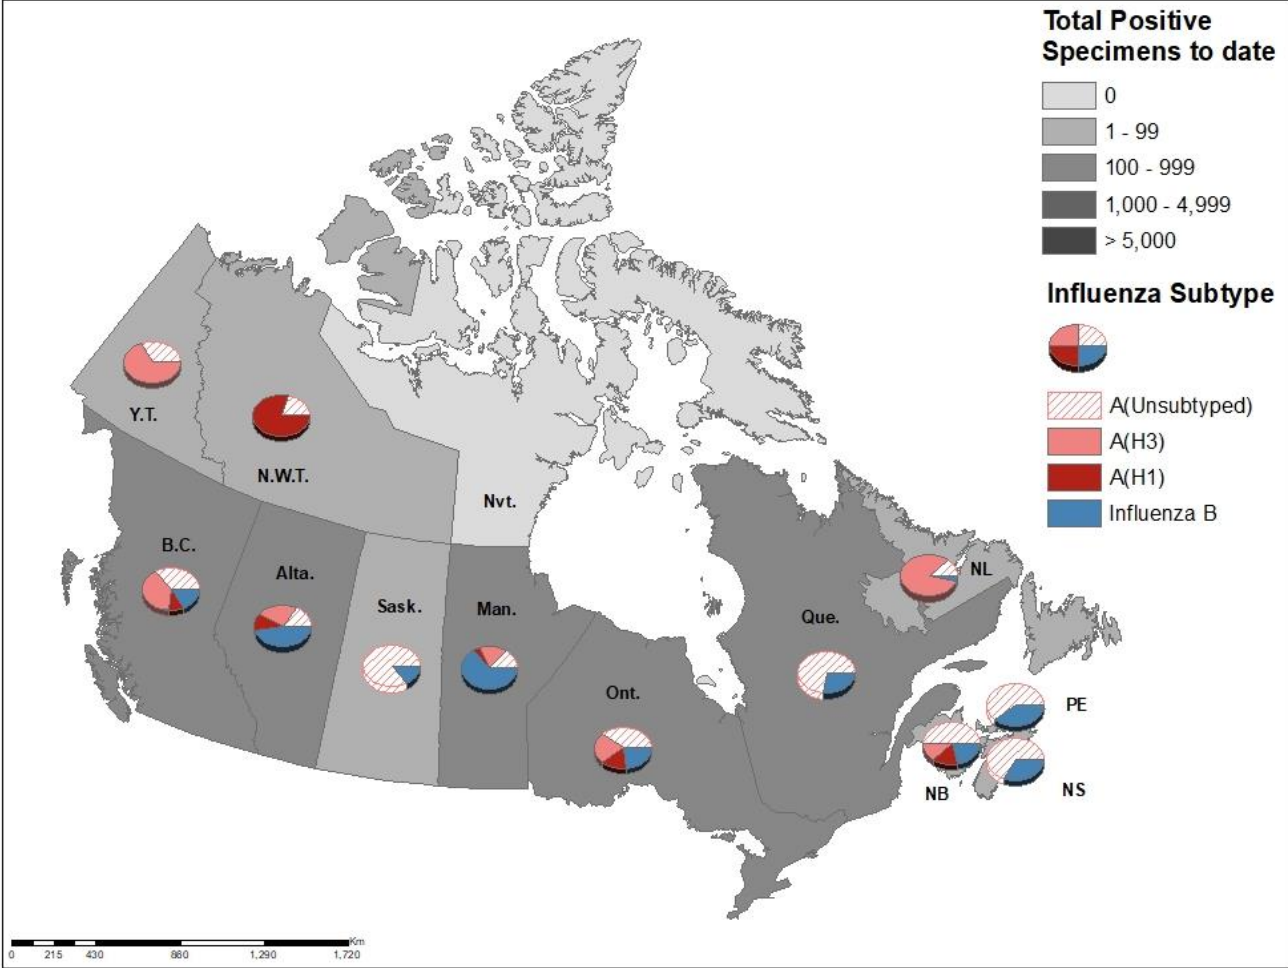 Total Positive
Specimens to date
0
1 - 99
100 - 999
1,000 - 4,999
> 5,000
Influenza Subtype
A(Unsubtyped)
A(H3)
A(H1)
Influenza B
Y.T.
N.W.T.
Nvt.
B.C.
Alta.
Sask.
Man.
Ont.
Que.
NL
PE
NB
NS
Km
0 215 430 860 1,290 1,720